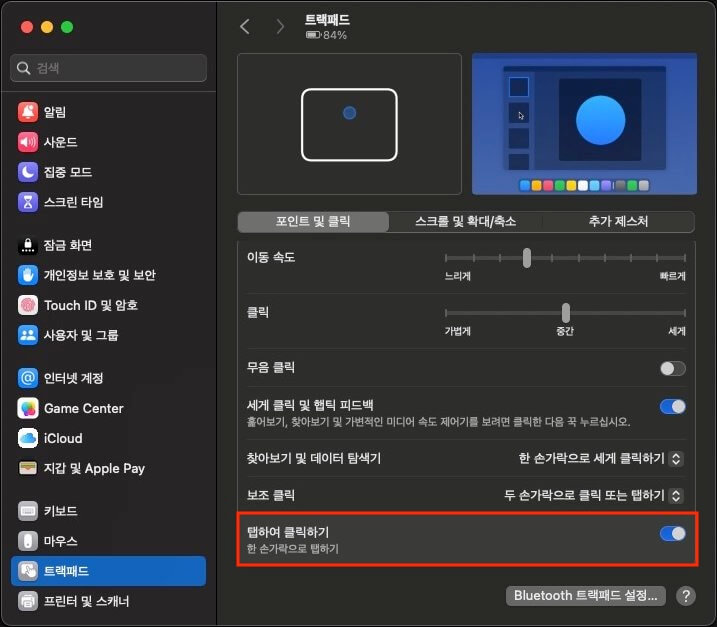 트랙패드
84%
검색
알림
사운드
집중 모드
스크린 타임
잠금 화면
개인정보 보호 및 보안
Touch ID 및 암호
사용자 및 그룹
인터넷 계정
Game Center
iCloud
지갑 및 Apple Pay
키보드
마우스
트랙패드
프린터 및 스캐너
포인트 및 클릭
스크롤 및 확대/축소
추가 제스처
이동 속도
느리게
빠르게
클릭
가볍게
중간
세게
무음 클릭
세게 클릭 및 햅틱 피드백
훑어보기, 찾아보기 및 가변적인 미디어 속도 제어기를 보려면 클릭한 다음 꾹 누르십시오.
찾아보기 및 데이터 탐색기
한 손가락으로 세게 클릭하기
보조 클릭
두 손가락으로 클릭 또는 탭하기
탭하여 클릭하기
한 손가락으로 탭하기
Bluetooth 트랙패드 설정...
?